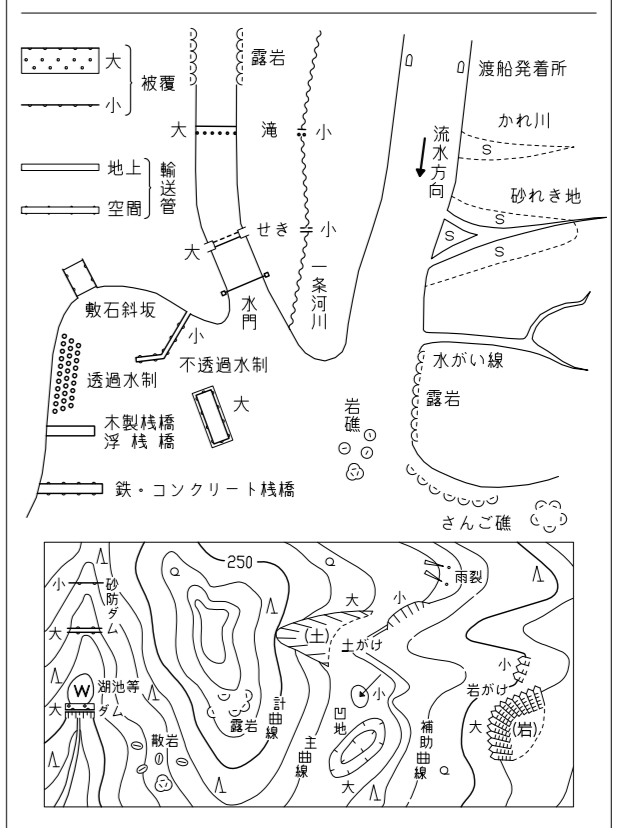 大
小
被覆
地上
空間
輸送管
露岩
大
滝
小
渡船発着所
かれ川
S
流水方向
砂れき地
S
S
S
大
せき
小
水門
一条河川
敷石斜坂
小
不透過水制
透過水制
大
木製桟橋
浮桟橋
鉄・コンクリート桟橋
岩礁
水がい線
露岩
さんご礁
250
小
砂防ダム
大
W
湖池等
ダム
大
散岩
露岩
計曲線
主曲線
大
(土)
土がけ
小
雨裂
小
凹地
大
補助曲線
小
岩がけ
大
(岩)